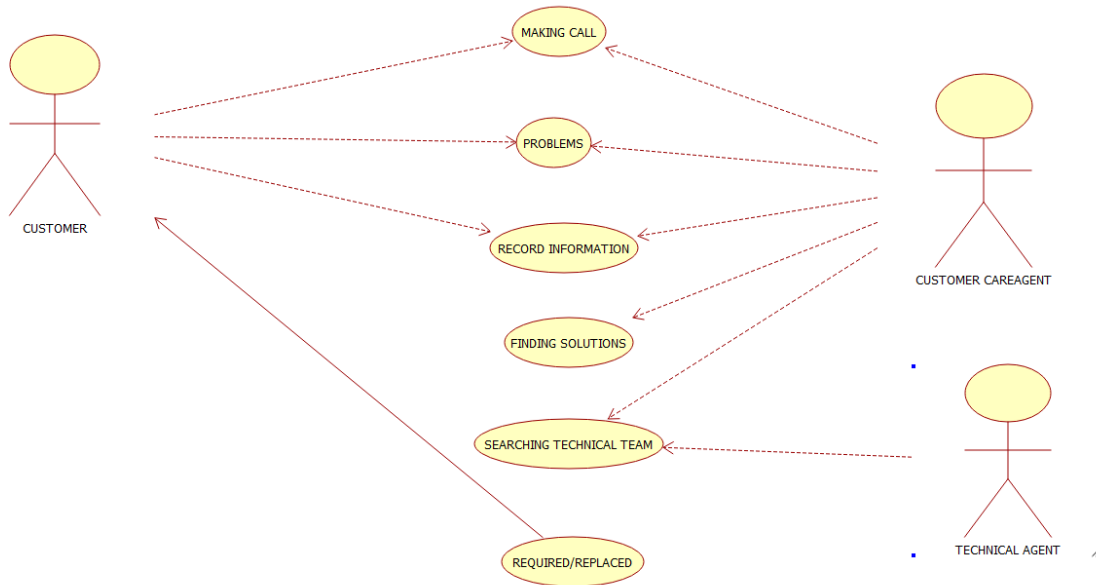 MAKING CALL
PROBLEMS
CUSTOMER
RECORD INFORMATION
CUSTOMER CAREAGENT
FINDING SOLUTIONS
SEARCHING TECHNICAL TEAM
TECHNICAL AGENT
REQUIRED/REPLACED